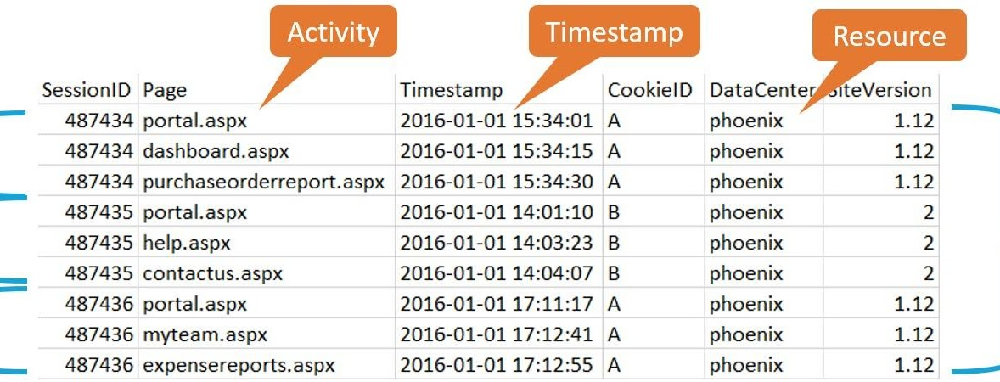 Activity Timestamp Resource
SessionID Page Timestamp CookieID DataCenter SiteVersion
487434 portal.aspx 2016-01-01 15:34:01 A phoenix 1.12
487434 dashboard.aspx 2016-01-01 15:34:15 A phoenix 1.12
487434 purchaseorderreport.aspx 2016-01-01 15:34:30 A phoenix 1.12
487435 portal.aspx 2016-01-01 14:01:10 B phoenix 2
487435 help.aspx 2016-01-01 14:03:23 B phoenix 2
487435 contactus.aspx 2016-01-01 14:04:07 B phoenix 2
487436 portal.aspx 2016-01-01 17:11:17 A phoenix 1.12
487436 myteam.aspx 2016-01-01 17:12:41 A phoenix 1.12
487436 expensereports.aspx 2016-01-01 17:12:55 A phoenix 1.12